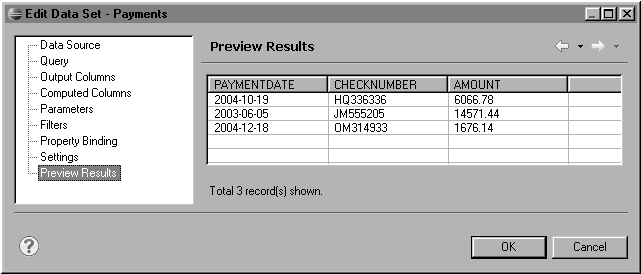 Edit Data Set - Payments
Data Source
Query
Output Columns
Computed Columns
Parameters
Filters
Property Binding
Settings
Preview Results
Preview Results
PAYMENTDATE CHECKNUMBER AMOUNT
2004-10-19 HQ336336 6066.78
2003-06-05 JM555205 14571.44
2004-12-18 OM314933 1676.14
Total 3 record(s) shown.
?
OK Cancel